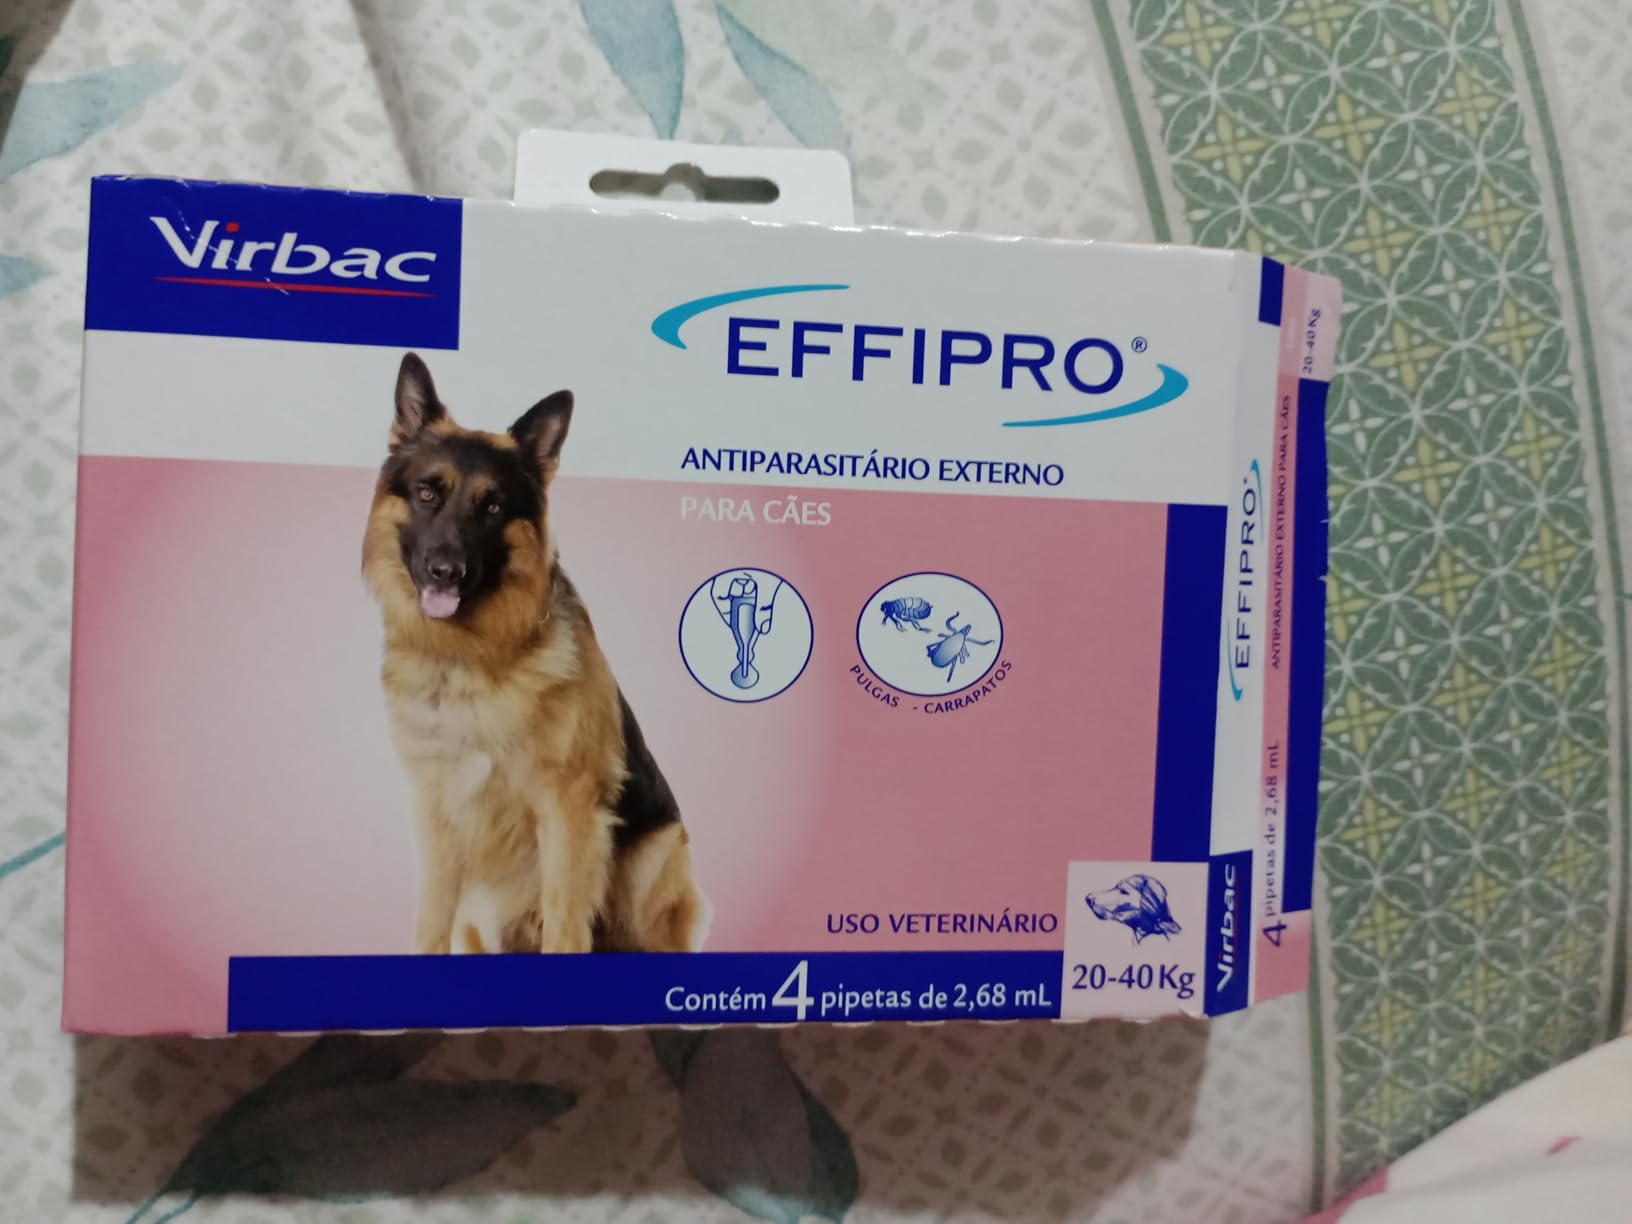 Virbac
EFFIPRO®
ANTIPARASITÁRIO EXTERNO
PARA CÃES
PULGAS - CARRAPATOS
USO VETERINÁRIO
Contém 4 pipetas de 2,68 mL
20-40 Kg
Virbac
EFFIPRO®
ANTIPARASITÁRIO EXTERNO PARA CÃES
4 pipetas de 2,68 mL
20-40 Kg